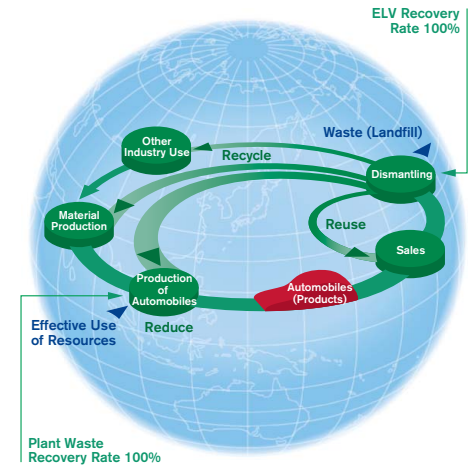 ELV Recovery
Rate 100%
Waste (Landfill)
Other
Industry Use
Recycle
Dismantling
Material
Production
Reuse
Sales
Production
of
Automobiles
Automobiles
(Products)
Effective Use
of Resources
Reduce
Plant Waste
Recovery Rate 100%